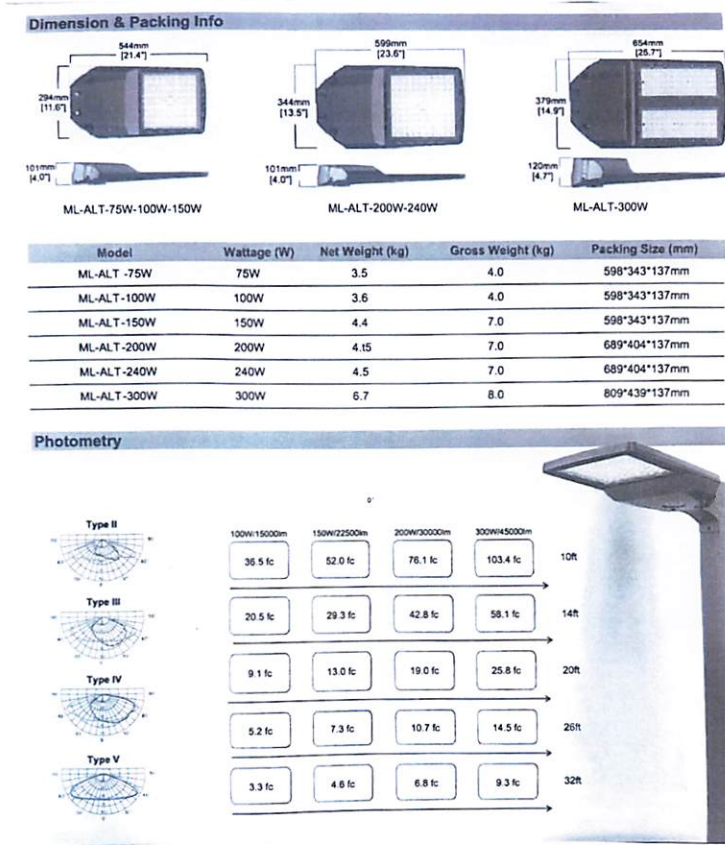 Dimension & Packing Info
544mm
[21.4"]
599mm
[23.6"]
654mm
[25.7"]
294mm
[11.6"]
344mm
[13.5"]
379mm
[14.9"]
101mm
[4.0"]
101mm
[4.0"]
120mm
[4.7"]
ML-ALT-75W-100W-150W
ML-ALT-200W-240W
ML-ALT-300W
Model Wattage (W) Net Weight (kg) Gross Weight (kg) Packing Size (mm)
ML-ALT -75W 75W 3.5 4.0 598*343*137mm
ML-ALT-100W 100W 3.6 4.0 598*343*137mm
ML-ALT-150W 150W 4.4 7.0 598*343*137mm
ML-ALT-200W 200W 4.t5 7.0 689*404*137mm
ML-ALT-240W 240W 4.5 7.0 689*404*137mm
ML-ALT-300W 300W 6.7 8.0 809*439*137mm
Photometry
0°
Type II
100W/15000lm 150W/22500lm 200W/30000lm 300W/45000lm
36.5 fc 52.0 fc 76.1 fc 103.4 fc 10ft
Type III
20.5 fc 29.3 fc 42.8 fc 58.1 fc 14ft
9.1 fc 13.0 fc 19.0 fc 25.8 fc 20ft
Type IV
5.2 fc 7.3 fc 10.7 fc 14.5 fc 26ft
Type V
3.3 fc 4.6 fc 6.8 fc 9.3 fc 32ft